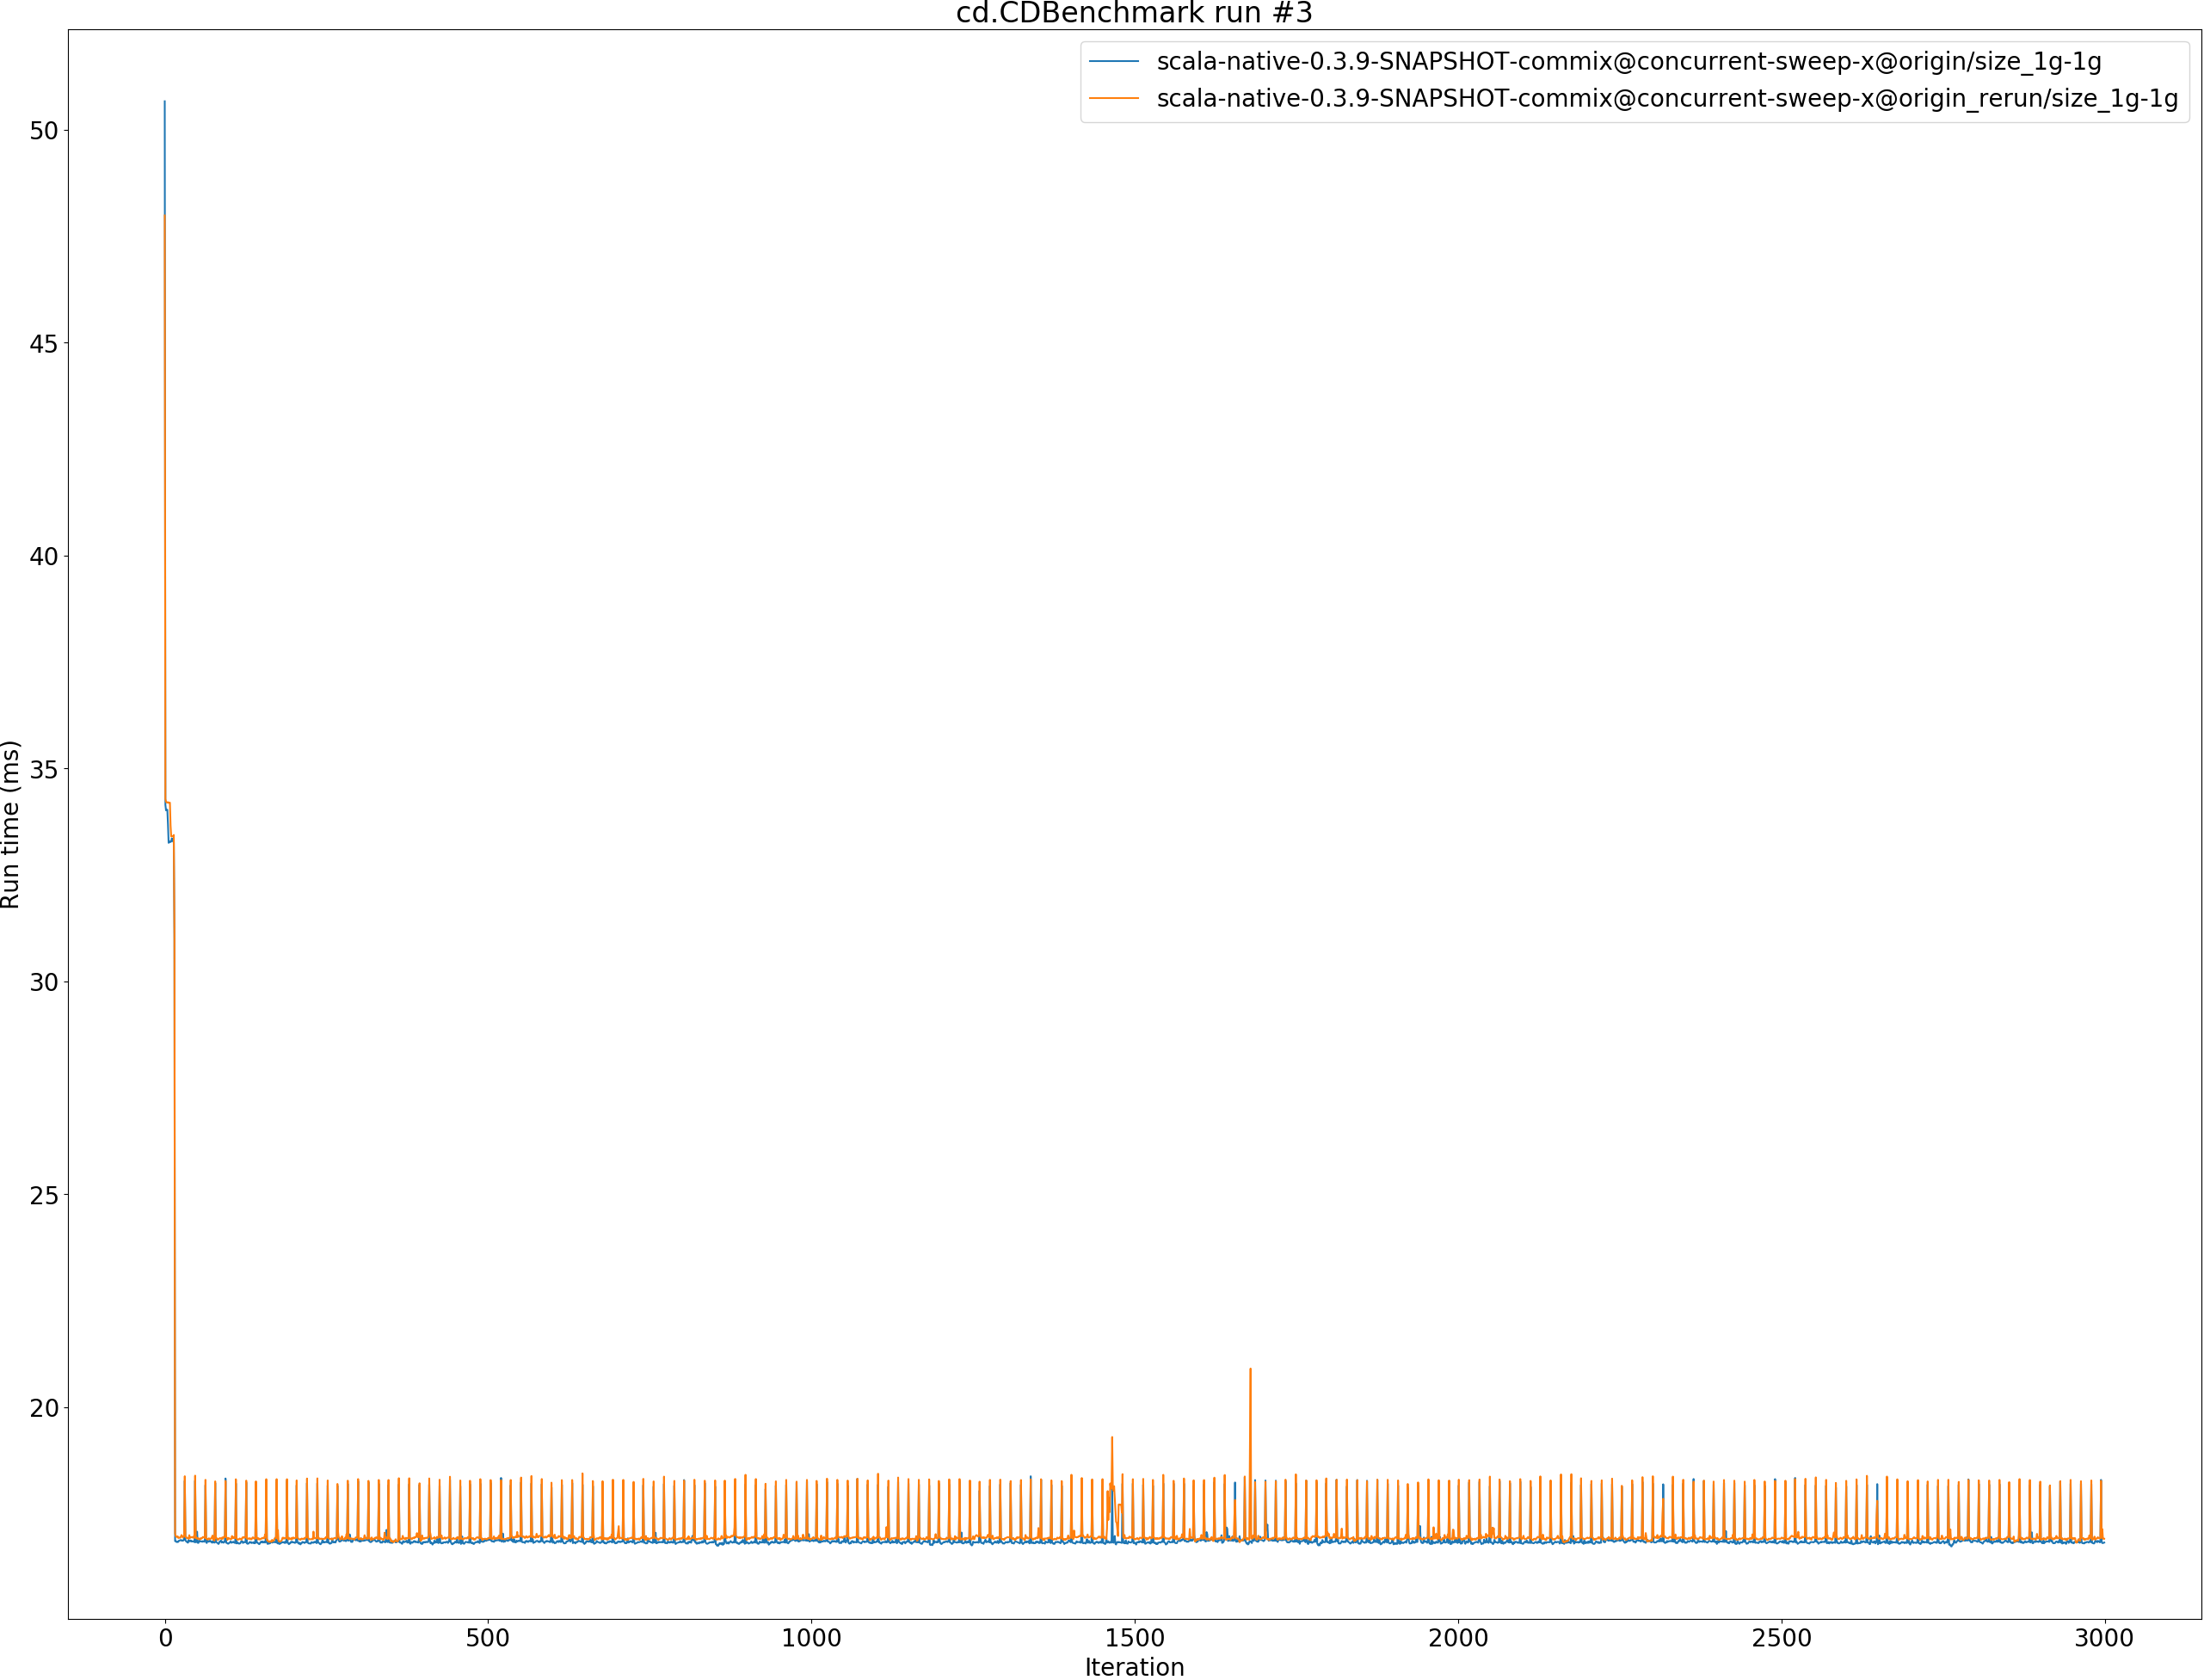 cd.CDBenchmark run #3
scala-native-0.3.9-SNAPSHOT-commix@concurrent-sweep-x@origin/size_1g-1g
scala-native-0.3.9-SNAPSHOT-commix@concurrent-sweep-x@origin_rerun/size_1g-1g
50
45
40
35
30
25
20
Run time (ms)
0 500 1000 1500 2000 2500 3000
Iteration